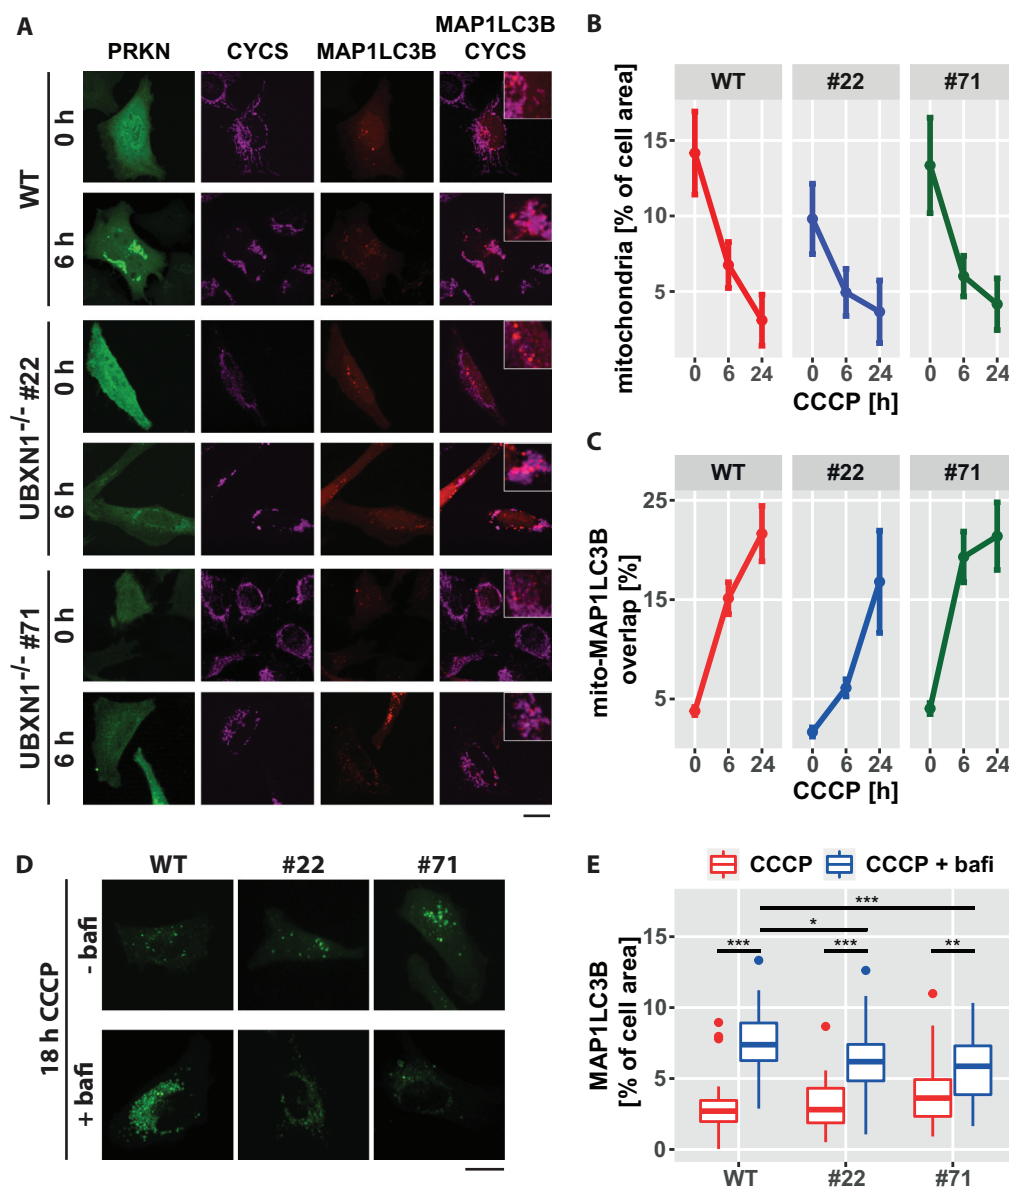 A
PRKN CYCS MAP1LC3B MAP1LC3B
CYCS
WT
0 h
6 h
UBXN1-/- #22
0 h
6 h
UBXN1-/- #71
0 h
6 h
B
WT #22 #71
mitochondria [% of cell area]
15
10
5
0 6 24 0 6 24 0 6 24
CCCP [h]
C
WT #22 #71
mito-MAP1LC3B
overlap [%]
25
15
5
0 6 24 0 6 24 0 6 24
CCCP [h]
D
WT #22 #71
18 h CCCP
- bafi
+ bafi
E
CCCP CCCP + bafi
MAP1LC3B
[% of cell area]
***
*
*** *** **
15
10
5
0
WT #22 #71